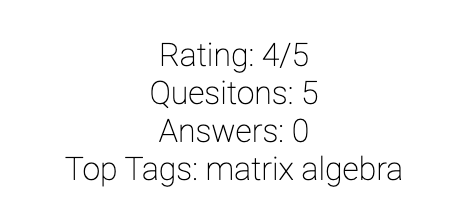 Rating: 4/5
Quesitons: 5
Answers: 0
Top Tags: matrix algebra